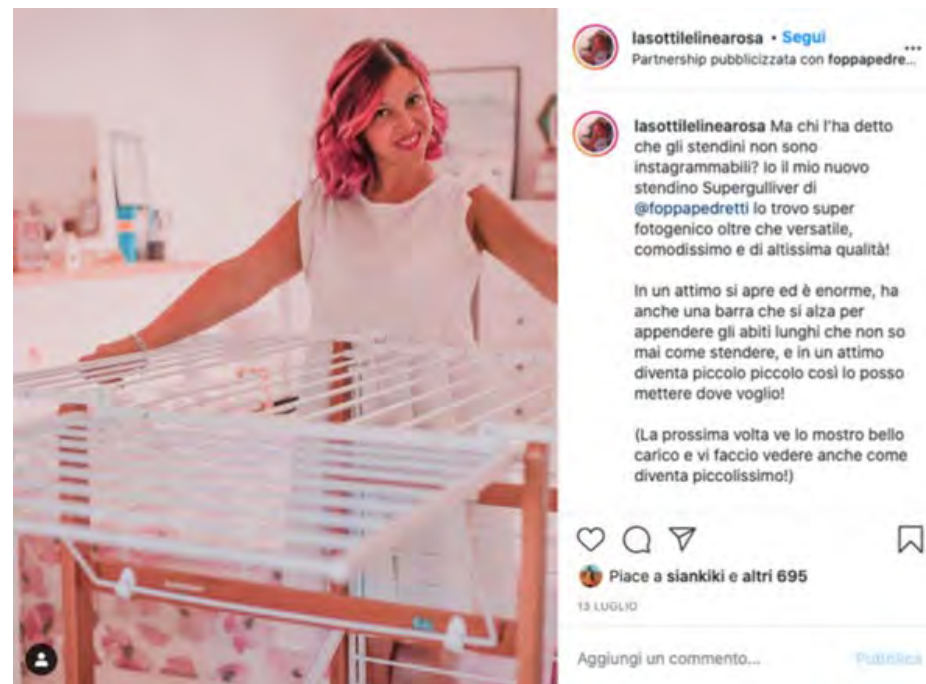 lasottilelinearosa • Segui
Partnership pubblicizzata con foppapedre...
lasottilelinearosa Ma chi l'ha detto
che gli stendini non sono
instagrammabili? Io il mio nuovo
stendino Supergulliver di
@foppapedretti lo trovo super
fotogenico oltre che versatile,
comodissimo e di altissima qualità!
In un attimo si apre ed è enorme, ha
anche una barra che si alza per
appendere gli abiti lunghi che non so
mai come stendere, e in un attimo
diventa piccolo piccolo così lo posso
mettere dove voglio!
(La prossima volta ve lo mostro bello
carico e vi faccio vedere anche come
diventa piccolissimo!)
Piace a siankiki e altri 695
13 LUGLIO
Aggiungi un commento... Pubblica